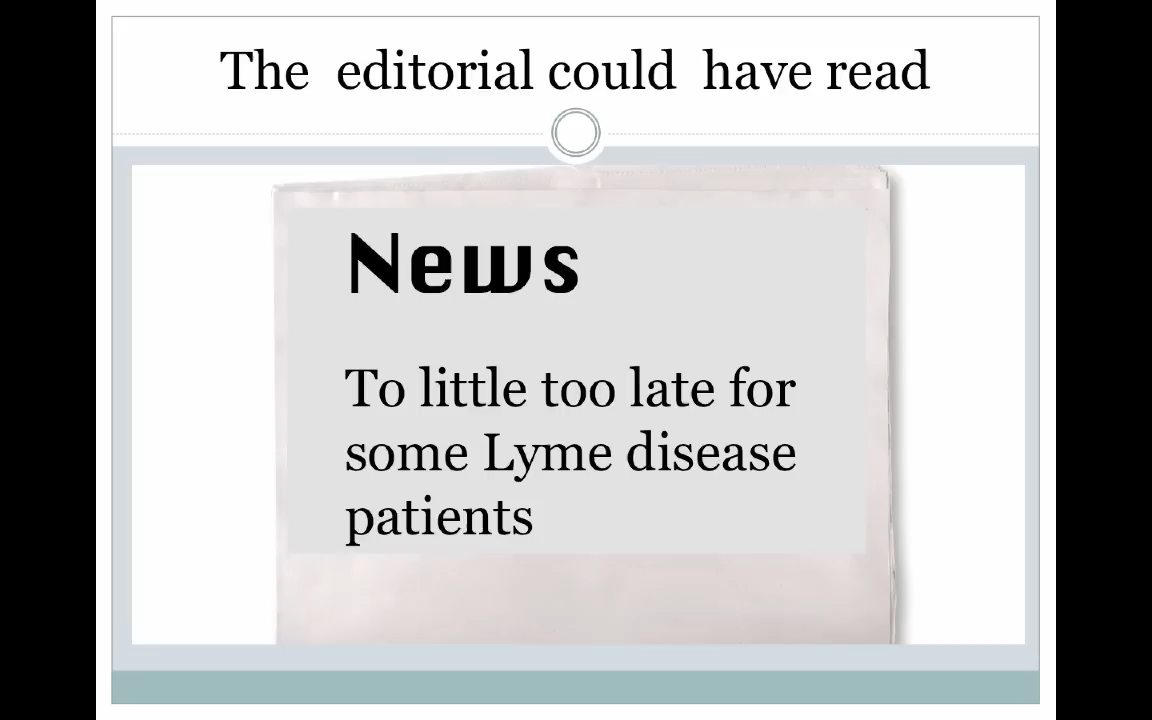 The editorial could have read
News
To little too late for
some Lyme disease
patients